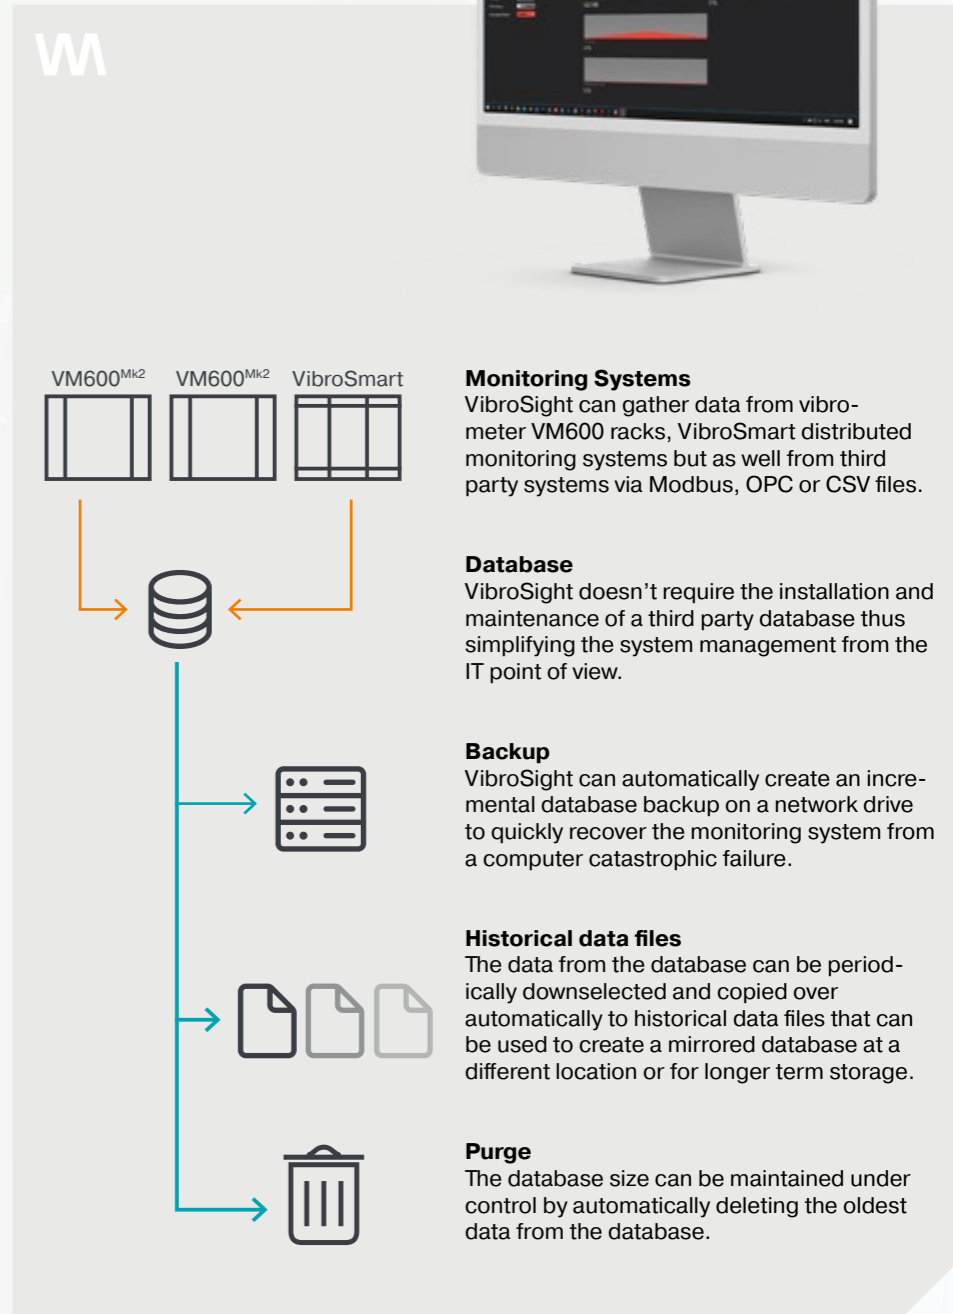 VM600Mk2 VM600Mk2 VibroSmart
Monitoring Systems
VibroSight can gather data from vibro-
meter VM600 racks, VibroSmart distributed
monitoring systems but as well from third
party systems via Modbus, OPC or CSV files.
Database
VibroSight doesn’t require the installation and
maintenance of a third party database thus
simplifying the system management from the
IT point of view.
Backup
VibroSight can automatically create an incre-
mental database backup on a network drive
to quickly recover the monitoring system from
a computer catastrophic failure.
Historical data files
The data from the database can be period-
ically downselected and copied over
automatically to historical data files that can
be used to create a mirrored database at a
different location or for longer term storage.
Purge
The database size can be maintained under
control by automatically deleting the oldest
data from the database.